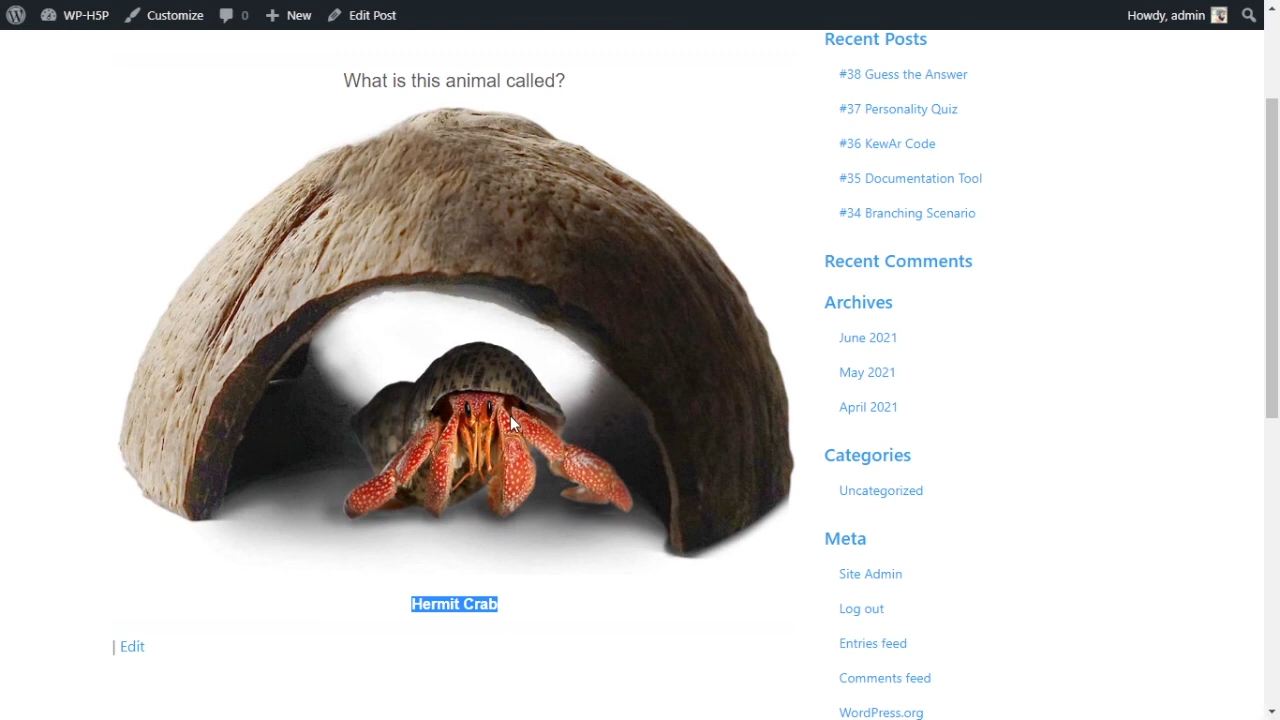 WP-H5P Customize 0 New Edit Post Howdy, admin
What is this animal called?
Hermit Crab
| Edit
Recent Posts
#38 Guess the Answer
#37 Personality Quiz
#36 KewAr Code
#35 Documentation Tool
#34 Branching Scenario
Recent Comments
Archives
June 2021
May 2021
April 2021
Categories
Uncategorized
Meta
Site Admin
Log out
Entries feed
Comments feed
WordPress.org